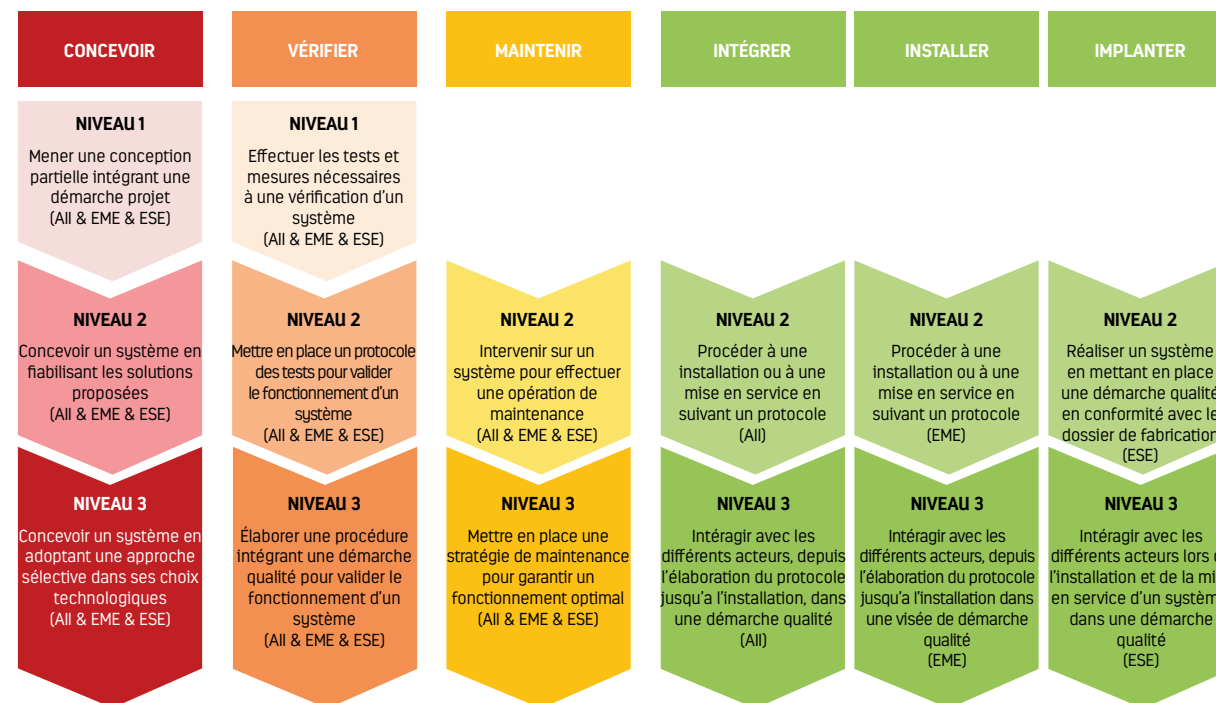 CONCEVOIR
VÉRIFIER
MAINTENIR
INTÉGRER
INSTALLER
IMPLANTER
NIVEAU 1
Mener une conception
partielle intégrant une
démarche projet
(AII & EME & ESE)
NIVEAU 1
Effectuer les tests et
mesures nécessaires
à une vérification d'un
système
(AII & EME & ESE)
NIVEAU 2
Concevoir un système en
fiabilisant les solutions
proposées
(AII & EME & ESE)
NIVEAU 2
Mettre en place un protocole
des tests pour valider
le fonctionnement d'un
système
(AII & EME & ESE)
NIVEAU 2
Intervenir sur un
système pour effectuer
une opération de
maintenance
(AII & EME & ESE)
NIVEAU 2
Procéder à une
installation ou à une
mise en service en
suivant un protocole
(AII)
NIVEAU 2
Procéder à une
installation ou à une
mise en service en
suivant un protocole
(EME)
NIVEAU 2
Réaliser un système
en mettant en place
une démarche qualité
en conformité avec le
dossier de fabrication
(ESE)
NIVEAU 3
Concevoir un système en
adoptant une approche
sélective dans ses choix
technologiques
(AII & EME & ESE)
NIVEAU 3
Élaborer une procédure
intégrant une démarche
qualité pour valider le
fonctionnement d'un
système
(AII & EME & ESE)
NIVEAU 3
Mettre en place une
stratégie de maintenance
pour garantir un
fonctionnement optimal
(AII & EME & ESE)
NIVEAU 3
Intéragir avec les
différents acteurs, depuis
l'élaboration du protocole
jusqu'a l'installation, dans
une démarche qualité
(AII)
NIVEAU 3
Intéragir avec les
différents acteurs, depuis
l'élaboration du protocole
jusqu'a l'installation dans
une visée de démarche
qualité
(EME)
NIVEAU 3
Intéragir avec les
différents acteurs lors
l'installation et de la
en service d'un système
dans une démarche
qualité
(ESE)